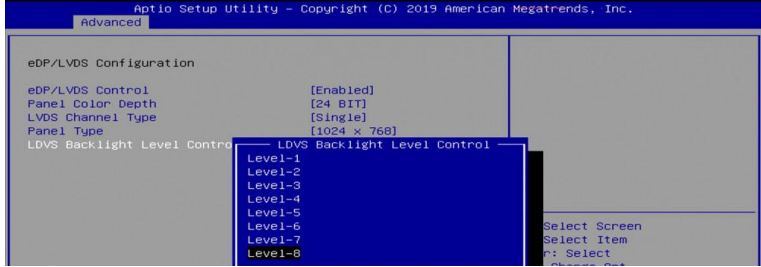 Aptio Setup Utility – Copyright (C) 2019 American Megatrends, Inc.
Advanced
eDP/LVDS Configuration
eDP/LVDS Control [Enabled]
Panel Color Depth [24 BIT]
LVDS Channel Type [Single]
Panel Type [1024 x 768]
LDVS Backlight Level Contro
LDVS Backlight Level Control
Level-1
Level-2
Level-3
Level-4
Level-5
Level-6
Level-7
Level-8
Select Screen
Select Item
r: Select